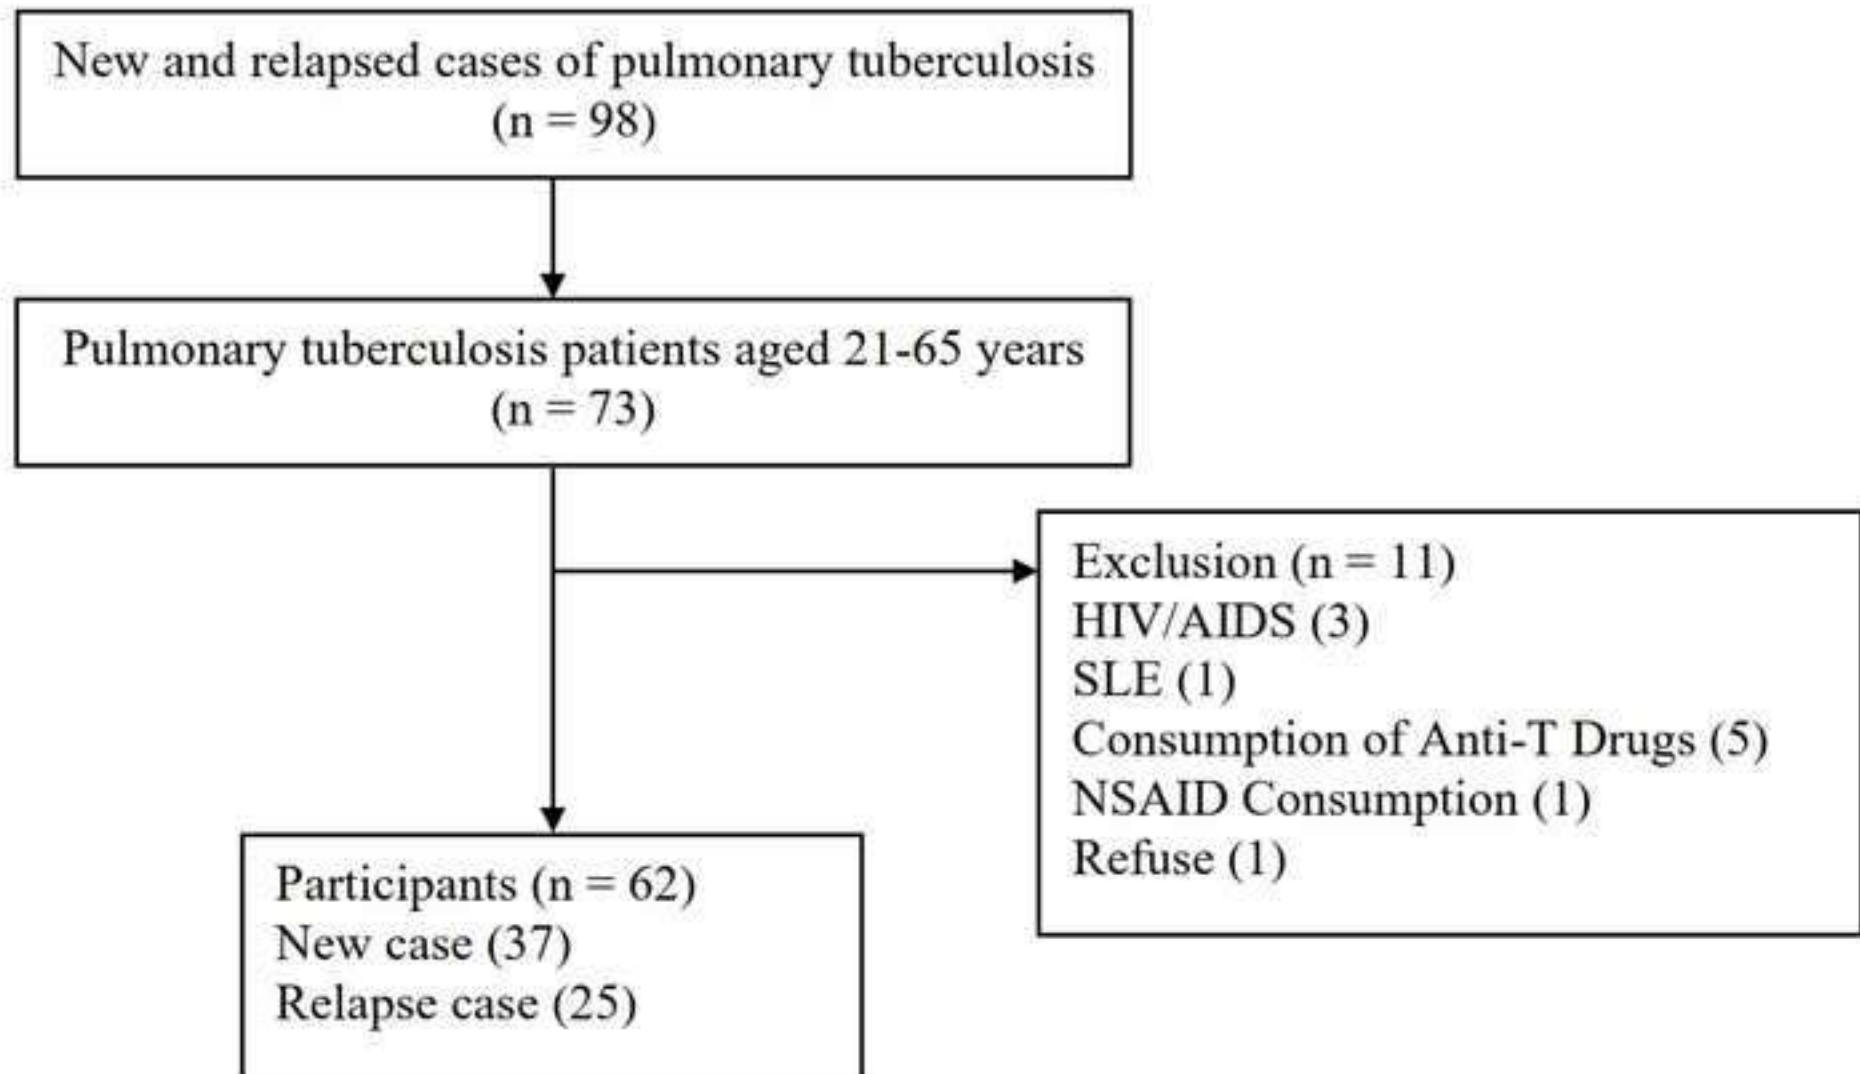 New and relapsed cases of pulmonary tuberculosis
(n = 98)
Pulmonary tuberculosis patients aged 21-65 years
(n = 73)
Exclusion (n = 11)
HIV/AIDS (3)
SLE (1)
Consumption of Anti-T Drugs (5)
NSAID Consumption (1)
Refuse (1)
Participants (n = 62)
New case (37)
Relapse case (25)